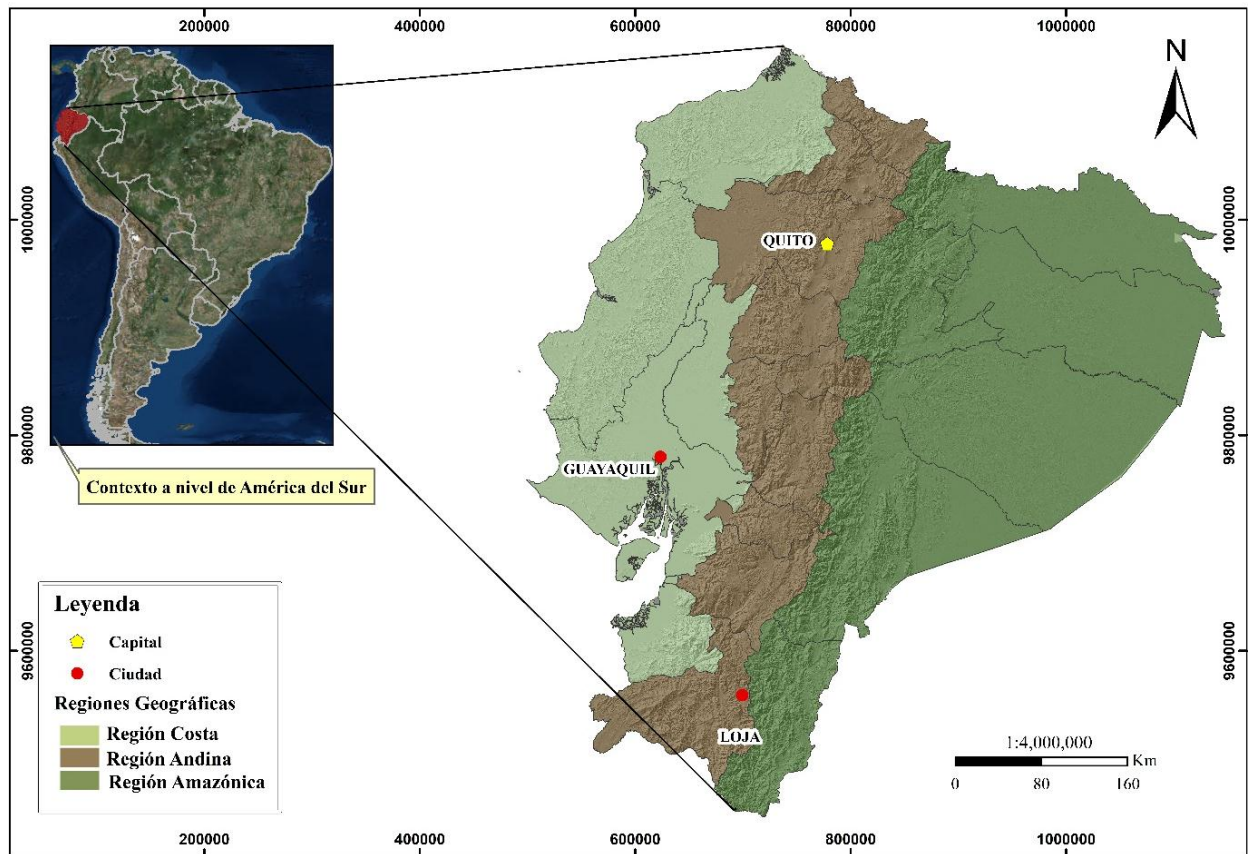 200000 400000 600000 800000 1000000
N
10000000
10000000
QUITO
9800000
9800000
GUAYAQUIL
Contexto a nivel de América del Sur
9600000
9600000
LOJA
Leyenda
Capital
Ciudad
Regiones Geográficas
Región Costa
Región Andina
Región Amazónica
1:4,000,000
Km
0 80 160
200000 400000 600000 800000 1000000